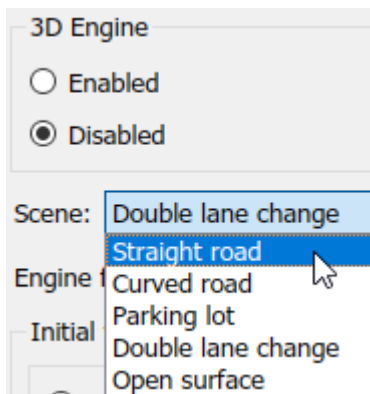 3D Engine
Enabled
Disabled
Scene: Double lane change
Straight road
Engine
Curved road
Parking lot
Initial
Double lane change
Open surface